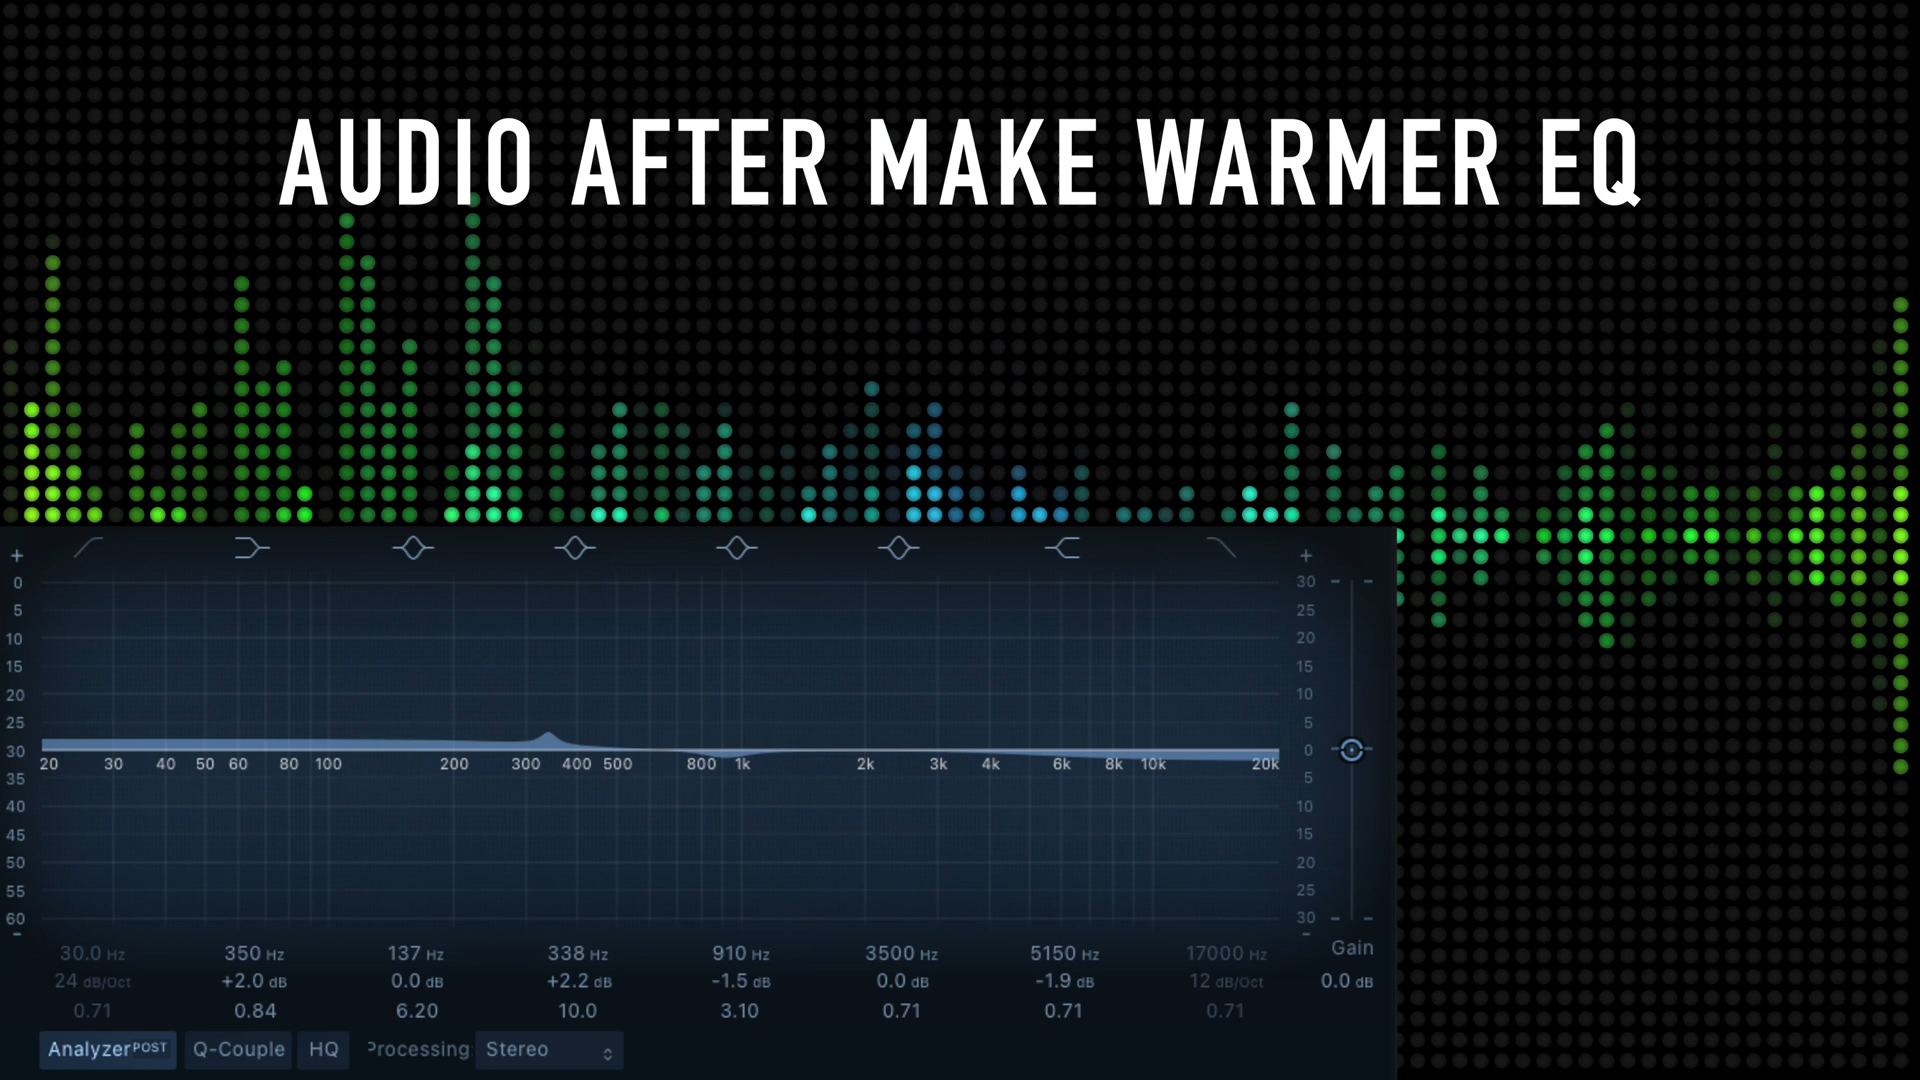 AUDIO AFTER MAKE WARMER EQ
+ +
0 30
5 25
10 20
15 15
20 10
25 5
30 0
20 30 40 50 60 80 100 200 300 400 500 800 1k 2k 3k 4k 6k 8k 10k 20k
35 5
40 10
45 15
50 20
55 25
60 30
- -
Gain
30.0 Hz 350 Hz 137 Hz 338 Hz 910 Hz 3500 Hz 5150 Hz 17000 Hz
24 dB/Oct +2.0 dB 0.0 dB +2.2 dB -1.5 dB 0.0 dB -1.9 dB 12 dB/Oct 0.0 dB
0.71 0.84 6.20 10.0 3.10 0.71 0.71 0.71
Analyzer POST Q-Couple HQ Processing: Stereo